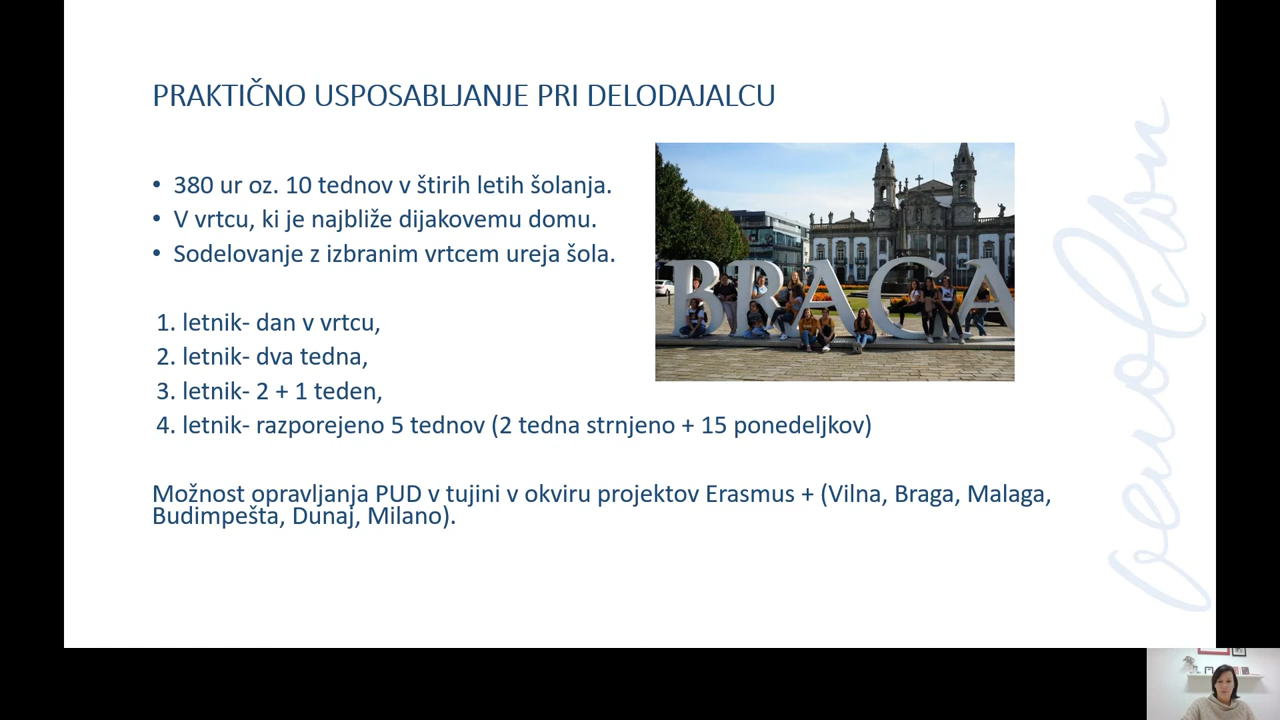 PRAKTIČNO USPOSABLJANJE PRI DELODAJALCU
• 380 ur oz. 10 tednov v štirih letih šolanja.
• V vrtcu, ki je najbliže dijakovemu domu.
• Sodelovanje z izbranim vrtcem ureja šola.
BRAGA
1. letnik- dan v vrtcu,
2. letnik- dva tedna,
3. letnik- 2 + 1 teden,
4. letnik- razporejeno 5 tednov (2 tedna strnjeno + 15 ponedeljkov)
Možnost opravljanja PUD v tujini v okviru projektov Erasmus + (Vilna, Braga, Malaga,
Budimpešta, Dunaj, Milano).